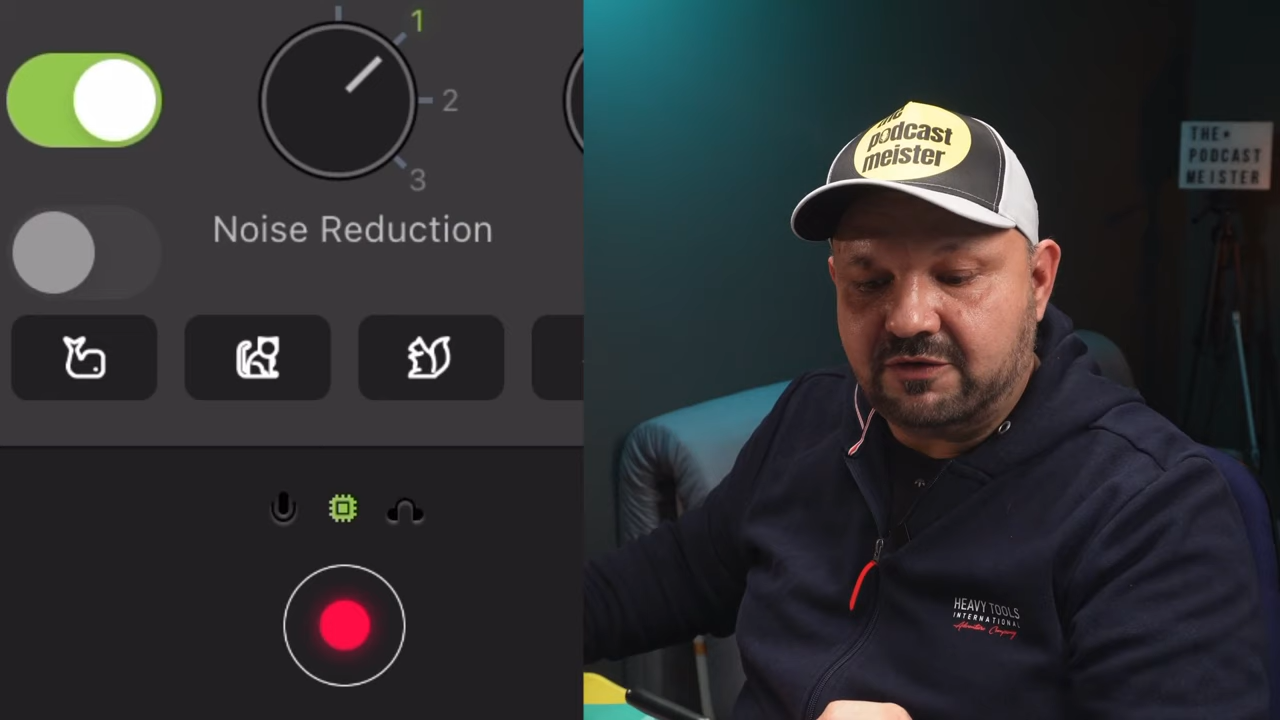 1
2
3
Noise Reduction
the
podcast
meister
THE
PODCAST
MEISTER
HEAVY TOOLS
INTERNATIONAL